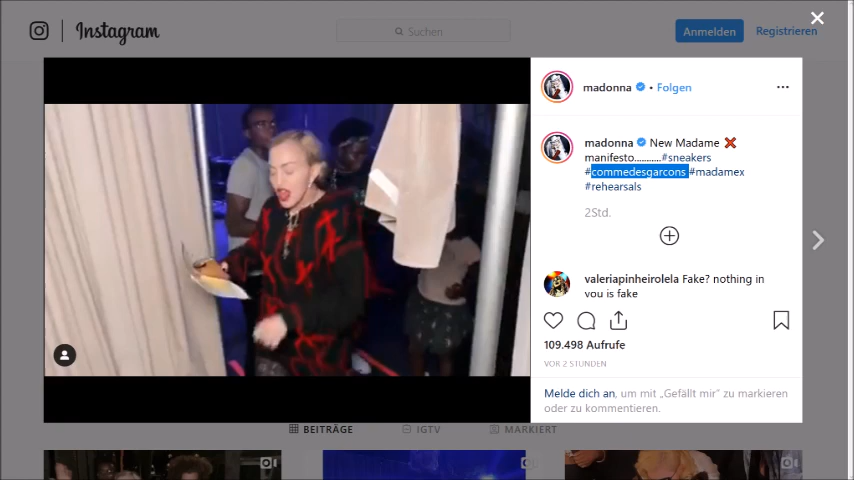 Instagram
Suchen
Anmelden
Registrieren
madonna • Folgen
madonna New Madame ❌
manifesto...........#sneakers
#commedesgarcons #madamex
#rehearsals
2Std.
valeriapinheirolela Fake? nothing in
you is fake
109.498 Aufrufe
VOR 2 STUNDEN
Melde dich an, um mit „Gefällt mir“ zu markieren
oder zu kommentieren.
BEITRÄGE
IGTV
MARKIERT